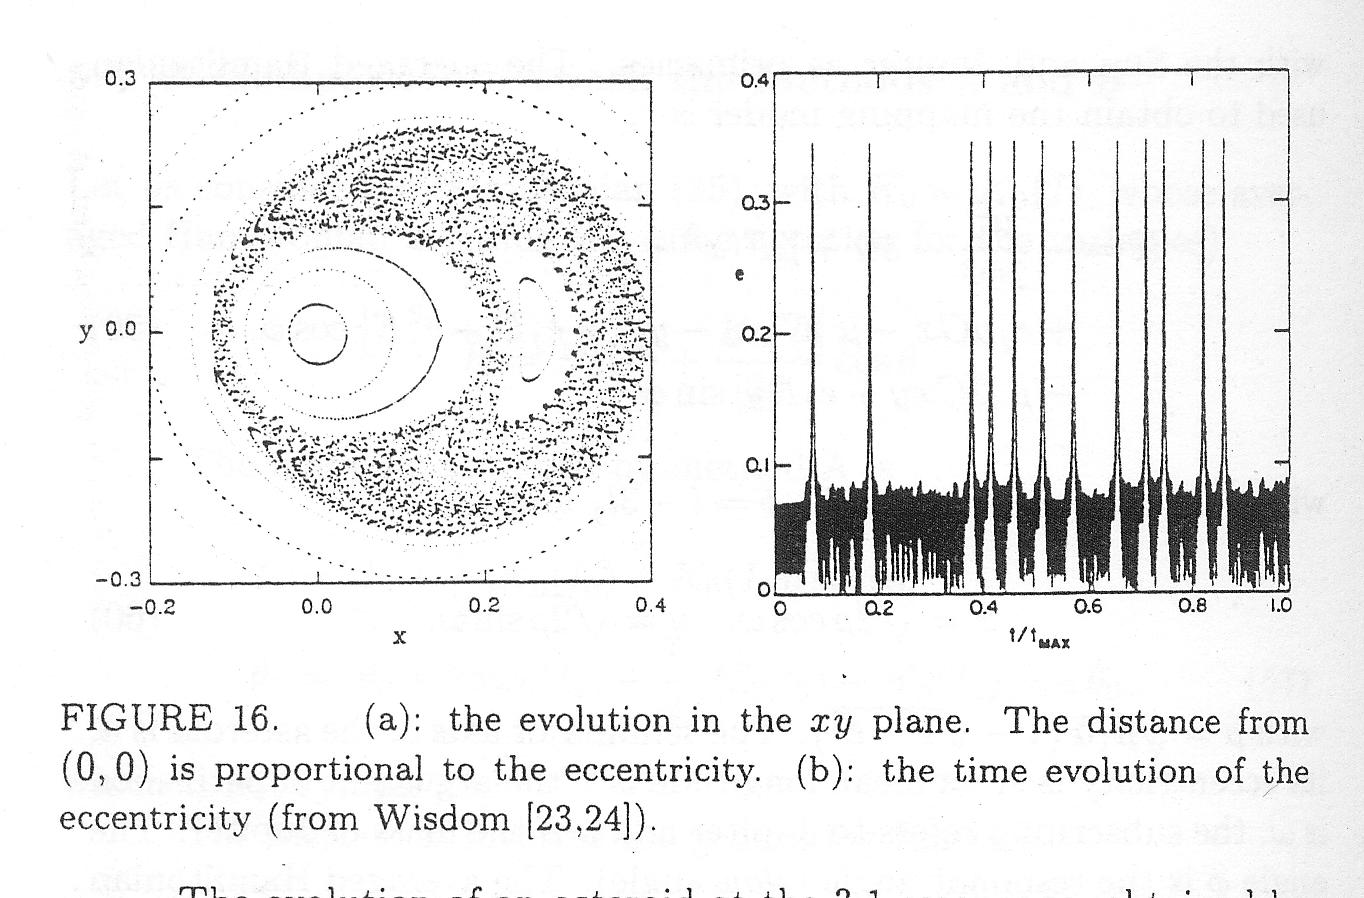 0.3
y 0.0
−0.3
−0.2 0.0 0.2 0.4
x
0.4
0.3
e
0.2
0.1
0
0 0.2 0.4 0.6 0.8 1.0
t/tMAX
FIGURE 16. (a): the evolution in the xy plane. The distance from
(0, 0) is proportional to the eccentricity. (b): the time evolution of the
eccentricity (from Wisdom [23,24]).